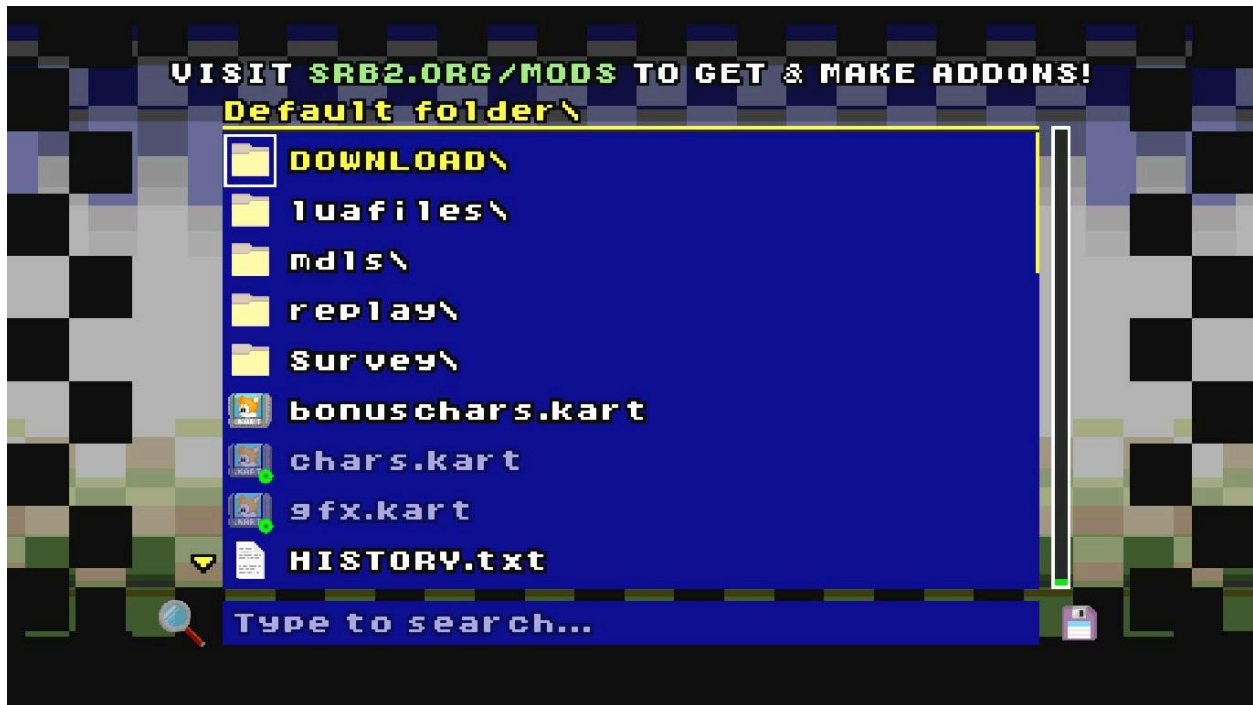 VISIT SRB2.ORG/MODS TO GET & MAKE ADDONS!
Default folder\
DOWNLOAD\
luafiles\
mdls\
replay\
Survey\
bonuschars.kart
chars.kart
gfx.kart
HISTORY.txt
Type to search...